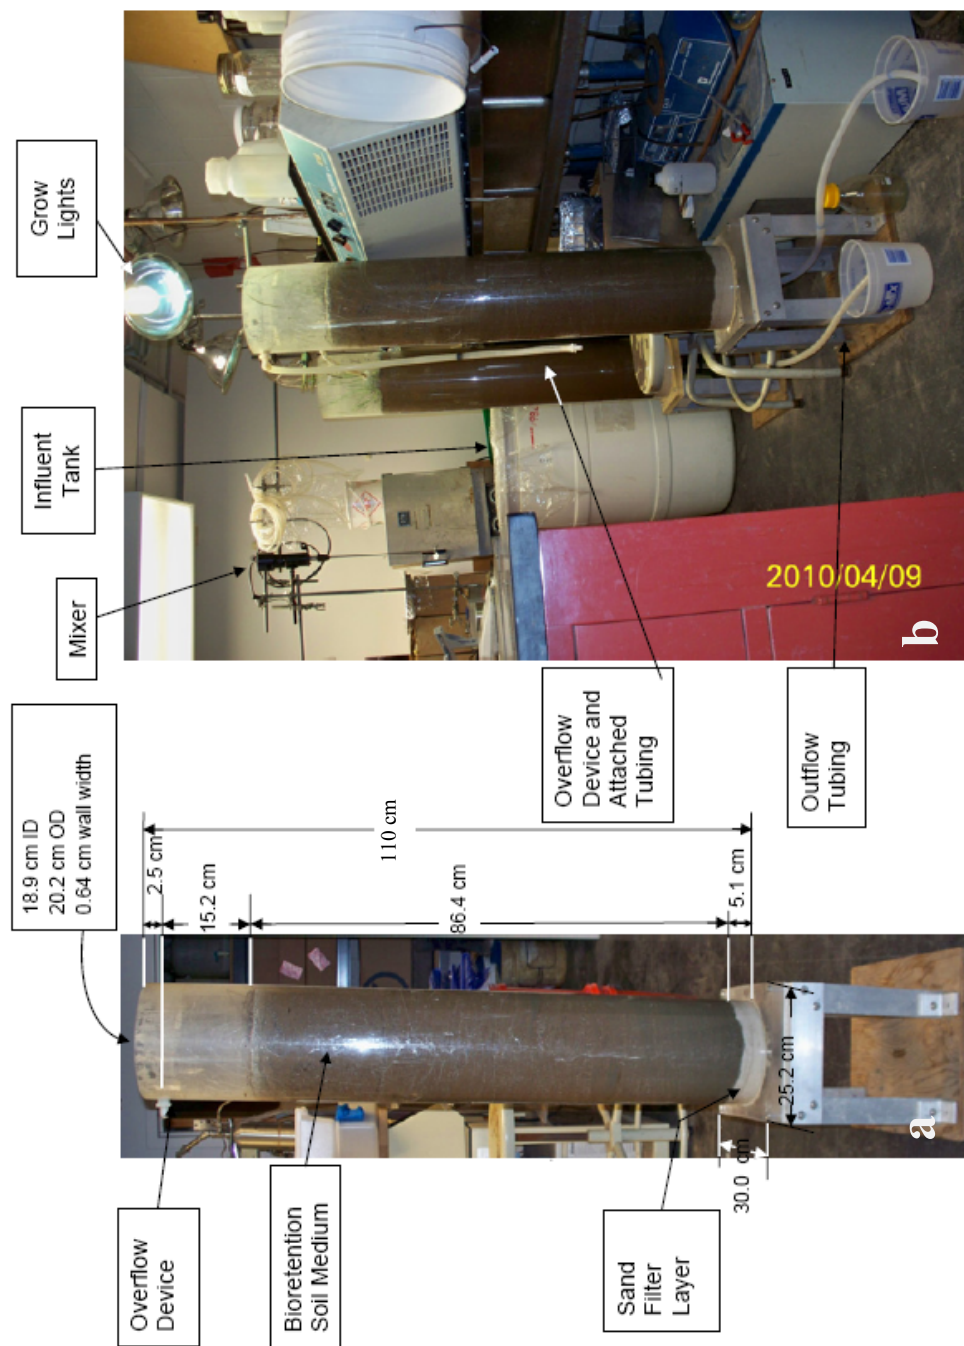 18.9 cm ID
20.2 cm OD
0.64 cm wall width
Overflow
Device
Bioretention
Soil Medium
Sand
Filter
Layer
2.5 cm
15.2 cm
86.4 cm
5.1 cm
110 cm
30.0 cm
25.2 cm
a
Mixer
Influent
Tank
Grow
Lights
Overflow
Device and
Attached
Tubing
Outflow
Tubing
2010/04/09
b